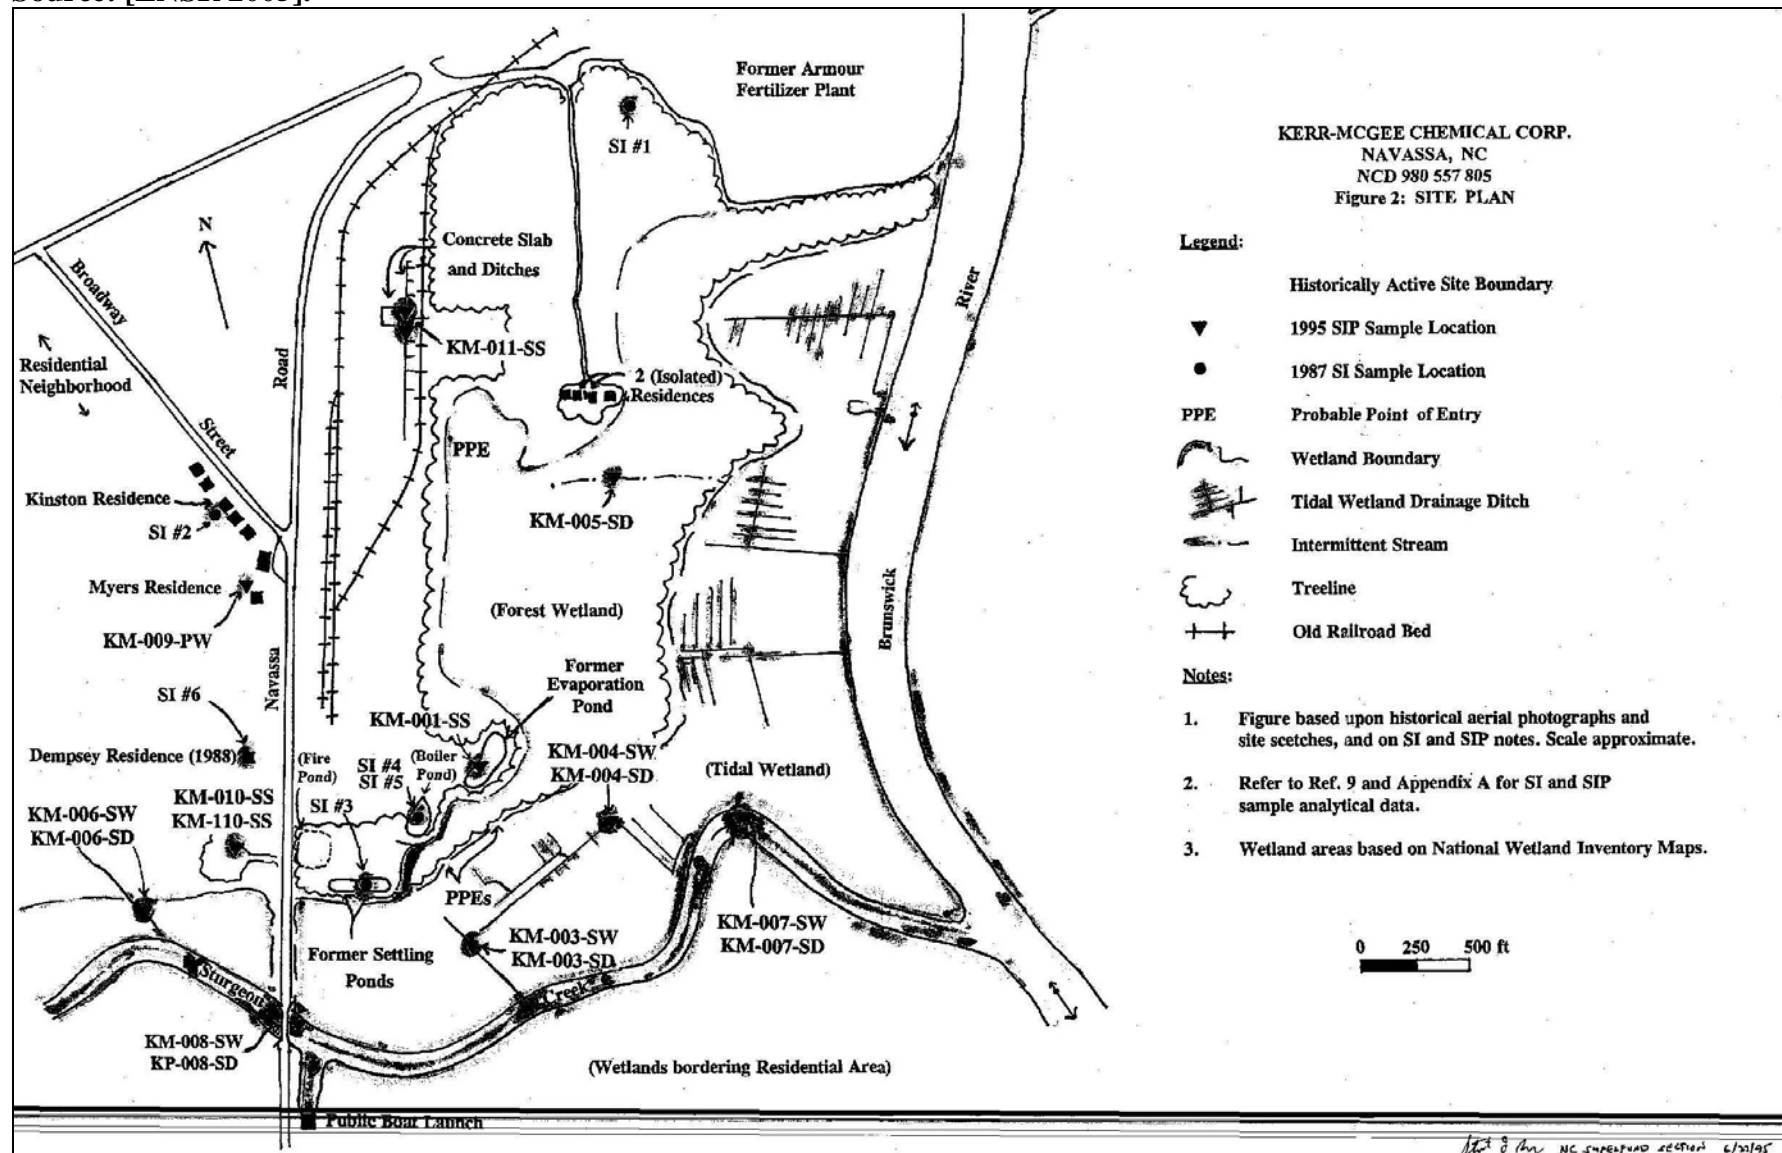 Source: [ENSR 2005].
Former Armour
Fertilizer Plant
SI #1
KERR-MCGEE CHEMICAL CORP.
NAVASSA, NC
NCD 980 557 805
Figure 2: SITE PLAN
N
Broadway
Street
Concrete Slab
and Ditches
River
Legend:
Historically Active Site Boundary
1995 SIP Sample Location
1987 SI Sample Location
PPE Probable Point of Entry
Wetland Boundary
Tidal Wetland Drainage Ditch
Intermittent Stream
Treeline
Old Railroad Bed
Residential
Neighborhood
Road
KM-011-SS
2 (Isolated)
Residences
PPE
Kinston Residence
SI #2
KM-005-SD
Myers Residence
KM-009-PW
(Forest Wetland)
Brunswick
Former
Evaporation
Pond
SI #6
Navassa
KM-001-SS
Dempsey Residence (1988)
(Fire
Pond)
SI #4
SI #5
(Boiler
Pond)
KM-004-SW
KM-004-SD
(Tidal Wetland)
SI #3
KM-010-SS
KM-110-SS
KM-006-SW
KM-006-SD
PPEs
Former Settling
Ponds
KM-003-SW
KM-003-SD
KM-007-SW
KM-007-SD
Sturgeon
Creek
KM-008-SW
KP-008-SD
(Wetlands bordering Residential Area)
Public Boat Launch
Notes:
1. Figure based upon historical aerial photographs and
site scetches, and on SI and SIP notes. Scale approximate.
2. Refer to Ref. 9 and Appendix A for SI and SIP
sample analytical data.
3. Wetland areas based on National Wetland Inventory Maps.
0 250 500 ft
NC SUPERFUND SECTION 6/22/95